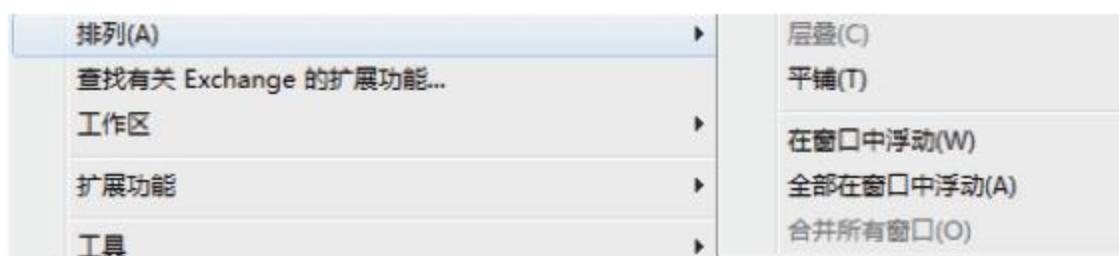 排列(A)
查找有关 Exchange 的扩展功能...
工作区
扩展功能
工具
层叠(C)
平铺(T)
在窗口中浮动(W)
全部在窗口中浮动(A)
合并所有窗口(O)